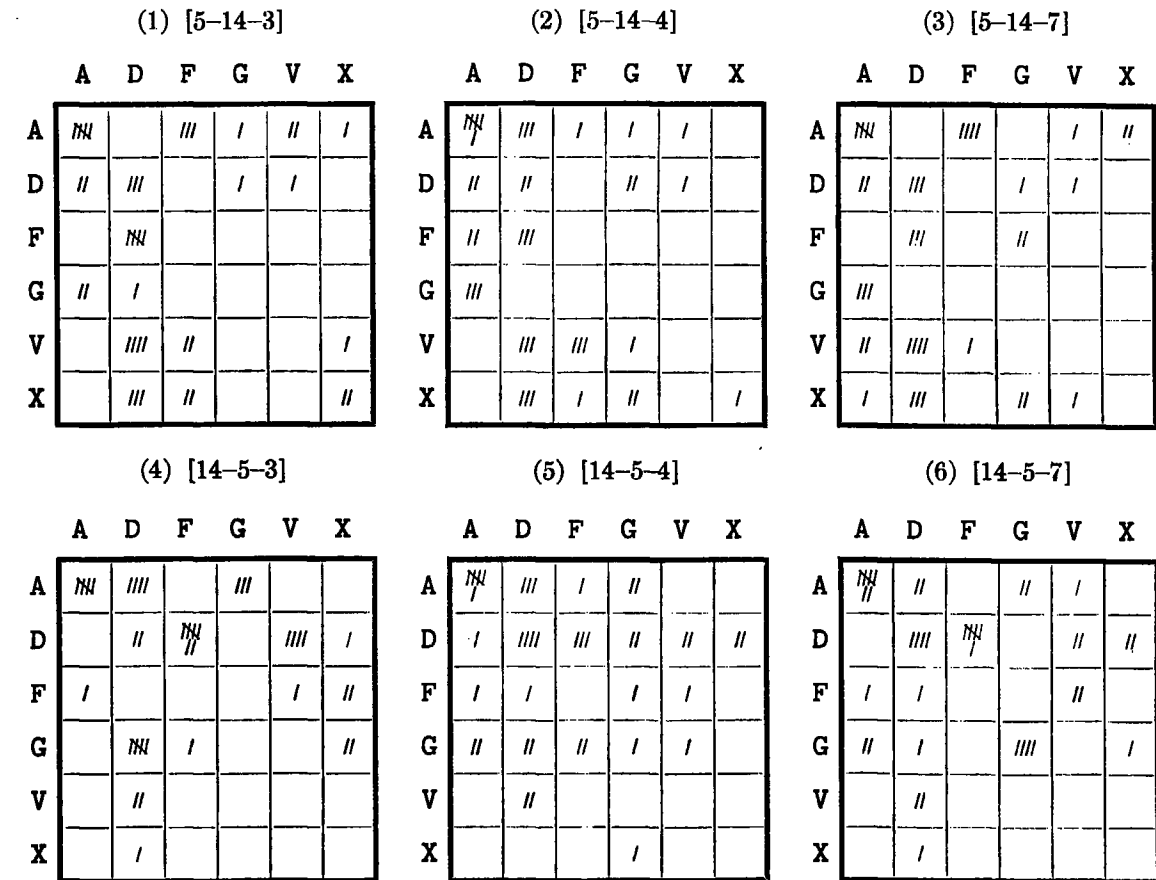 (1) [5–14–3] (2) [5–14–4] (3) [5–14–7]
A D F G V X A D F G V X A D F G V X
A A A
D D D
F F F
G G G
V V V
X X X
(4) [14–5–3] (5) [14–5–4] (6) [14–5–7]
A D F G V X A D F G V X A D F G V X
A A A
D D D
F F F
G G G
V V V
X X X